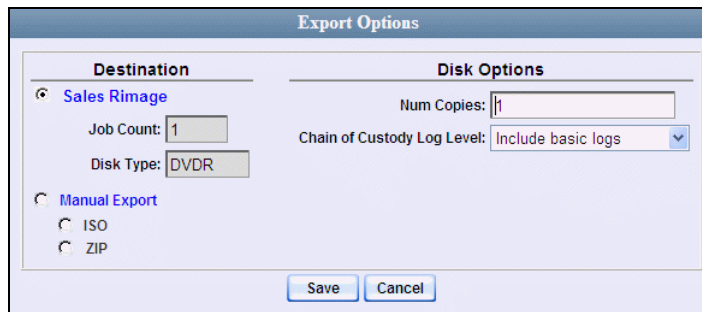 Export Options
Destination
Sales Rimage
Job Count: 1
Disk Type: DVDR
Manual Export
ISO
ZIP
Disk Options
Num Copies: 1
Chain of Custody Log Level: Include basic logs
Save Cancel